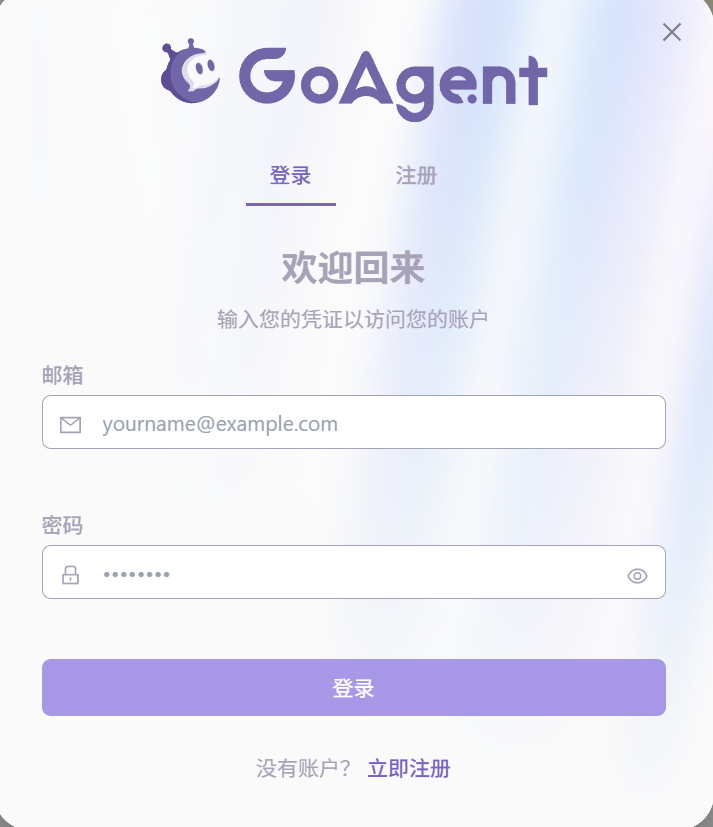 GoAgent
登录 注册
欢迎回来
输入您的凭证以访问您的账户
邮箱
yourname@example.com
密码
••••••••
登录
没有账户？ 立即注册